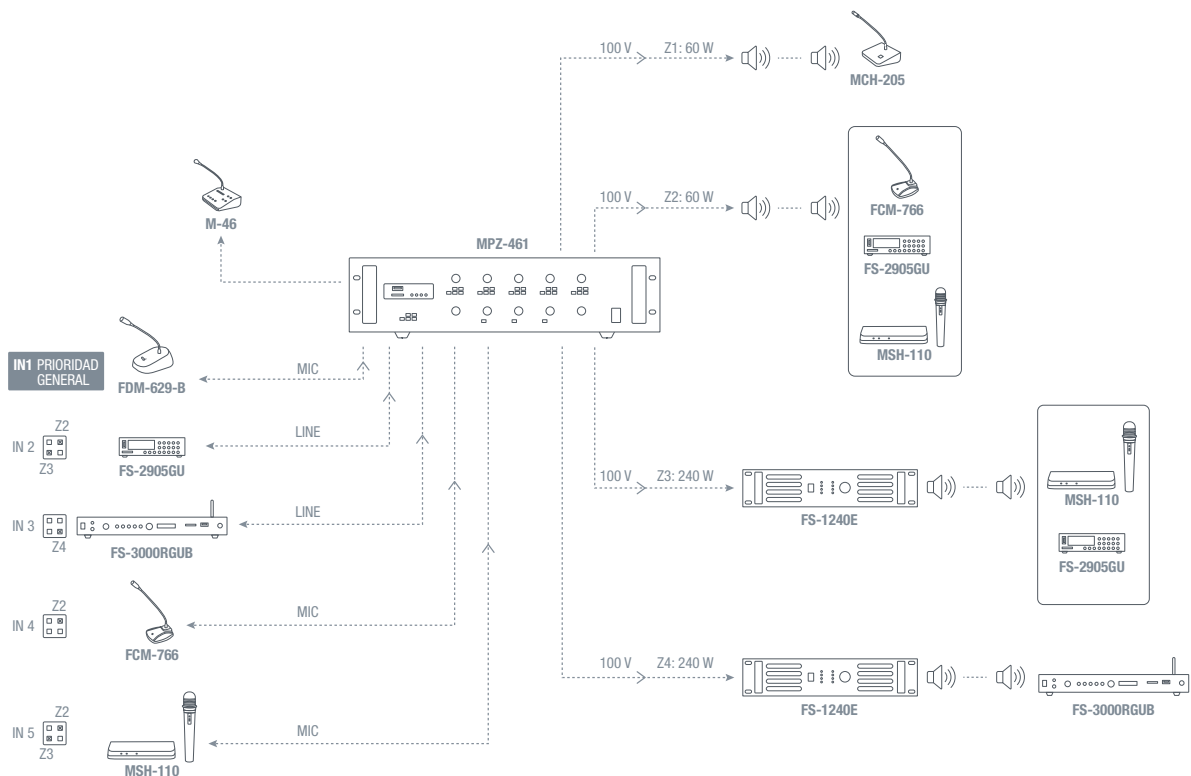 100 V
Z1: 60 W
MCH-205
M-46
100 V
Z2: 60 W
FCM-766
FS-2905GU
MSH-110
MPZ-461
IN1 PRIORIDAD
GENERAL
FDM-629-B
MIC
IN 2
Z2
Z3
FS-2905GU
LINE
IN 3
Z4
FS-3000RGUB
LINE
IN 4
Z2
FCM-766
MIC
IN 5
Z2
Z3
MSH-110
MIC
100 V
Z3: 240 W
FS-1240E
MSH-110
FS-2905GU
100 V
Z4: 240 W
FS-1240E
FS-3000RGUB